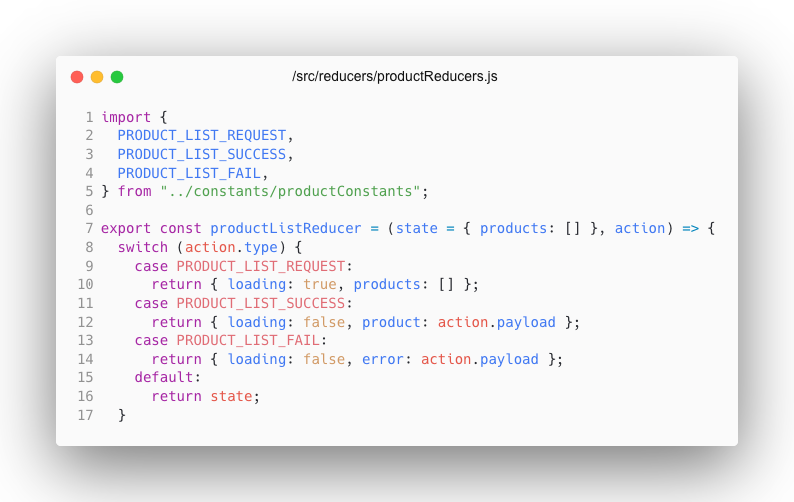 /src/reducers/productReducers.js
1 import {
2   PRODUCT_LIST_REQUEST,
3   PRODUCT_LIST_SUCCESS,
4   PRODUCT_LIST_FAIL,
5 } from "../constants/productConstants";
6
7 export const productListReducer = (state = { products: [] }, action) => {
8   switch (action.type) {
9     case PRODUCT_LIST_REQUEST:
10       return { loading: true, products: [] };
11     case PRODUCT_LIST_SUCCESS:
12       return { loading: false, product: action.payload };
13     case PRODUCT_LIST_FAIL:
14       return { loading: false, error: action.payload };
15     default:
16       return state;
17   }